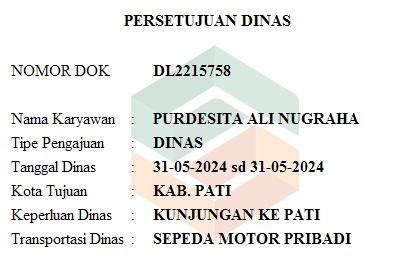 PERSETUJUAN DINAS
NOMOR DOK DL2215758
Nama Karyawan : PURDESITA ALI NUGRAHA
Tipe Pengajuan : DINAS
Tanggal Dinas : 31-05-2024 sd 31-05-2024
Kota Tujuan : KAB. PATI
Keperluan Dinas : KUNJUNGAN KE PATI
Transportasi Dinas : SEPEDA MOTOR PRIBADI